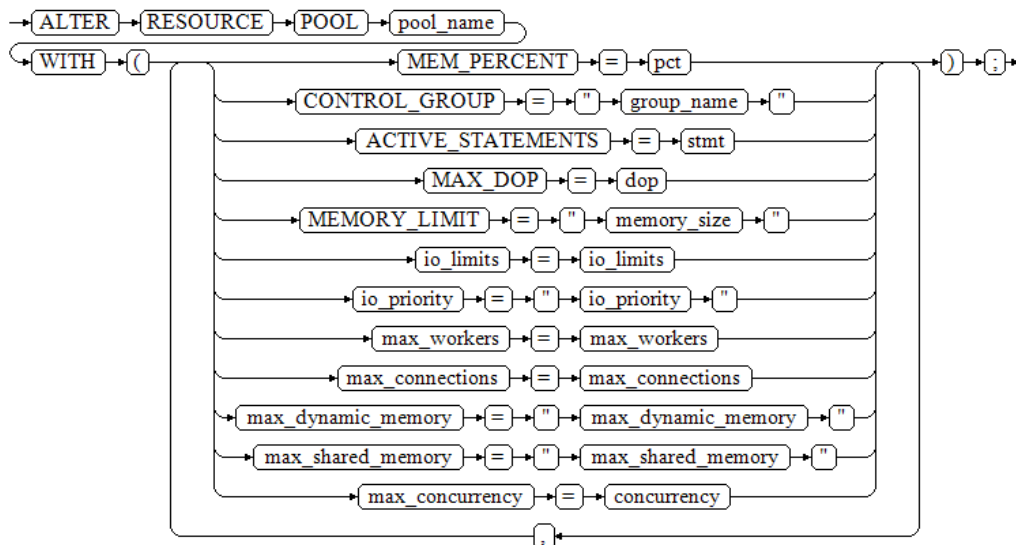 ALTER RESOURCE POOL pool_name
WITH ( MEM_PERCENT = pct ) ;
CONTROL_GROUP = " group_name "
ACTIVE_STATEMENTS = stmt
MAX_DOP = dop
MEMORY_LIMIT = " memory_size "
io_limits = io_limits
io_priority = " io_priority "
max_workers = max_workers
max_connections = max_connections
max_dynamic_memory = " max_dynamic_memory "
max_shared_memory = " max_shared_memory "
max_concurrency = concurrency
,